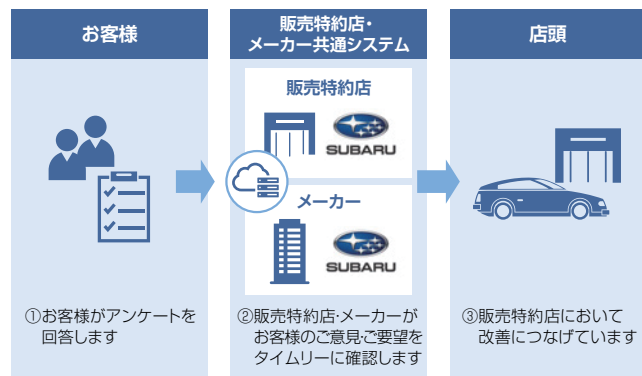 お客様
販売特約店・
メーカー共通システム
店頭
販売特約店
SUBARU
メーカー
SUBARU
①お客様がアンケートを
回答します
②販売特約店・メーカーが
お客様のご意見・ご要望を
タイムリーに確認します
③販売特約店において
改善につなげています